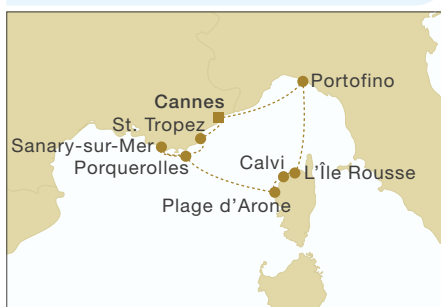 Portofino
Cannes
St. Tropez
Sanary-sur-Mer
Porquerolles
Calvi
L'Île Rousse
Plage d'Arone